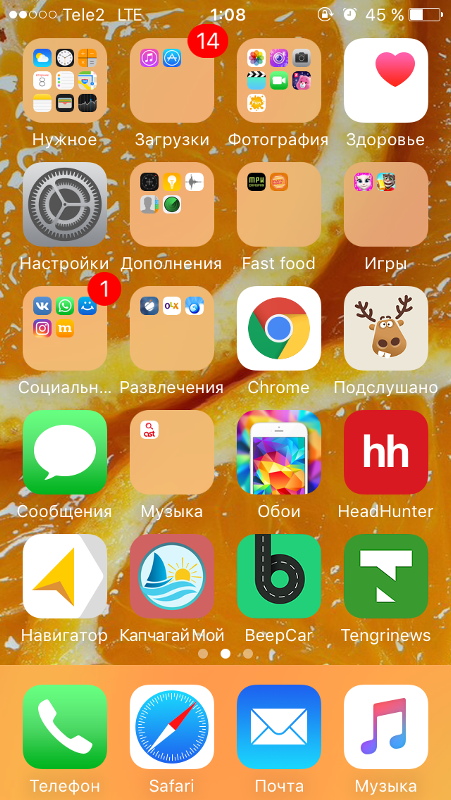 Tele2 LTE 1:08 45 %
14
Нужное Загрузки Фотография Здоровье
Настройки Дополнения Fast food Игры
1
Социальн... Развлечения Chrome Подслушано
hh
Сообщения Музыка Обои HeadHunter
Навигатор Капчагай Мой BeepCar Tengrinews
Телефон Safari Почта Музыка